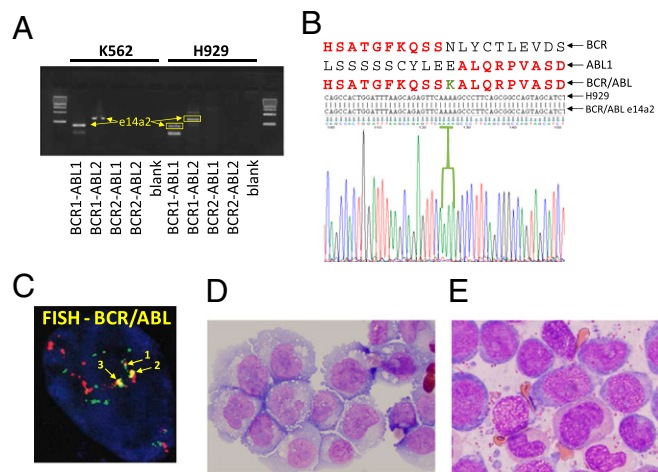 A
K562 H929
e14a2
BCR1-ABL1 BCR1-ABL2 BCR2-ABL1 BCR2-ABL2 blank BCR1-ABL1 BCR1-ABL2 BCR2-ABL1 BCR2-ABL2 blank
B
HSATGFKQSSNLYCTLEVDS BCR
LSSSSSCYLEEALQRPVASD ABL1
HSATGFKQSSKALQRPVASD BCR/ABL
CAGCCACTGGATTTAAGCAGAGTTCAAAAGCCCTTCAGCGGCCAGTAGCATCT H929
CAGCCACTGGATTTAAGCAGAGTTCAAAAGCCCTTCAGCGGCCAGTAGCATCT BCR/ABL e14a2
C
FISH - BCR/ABL
1
3 2
D
E